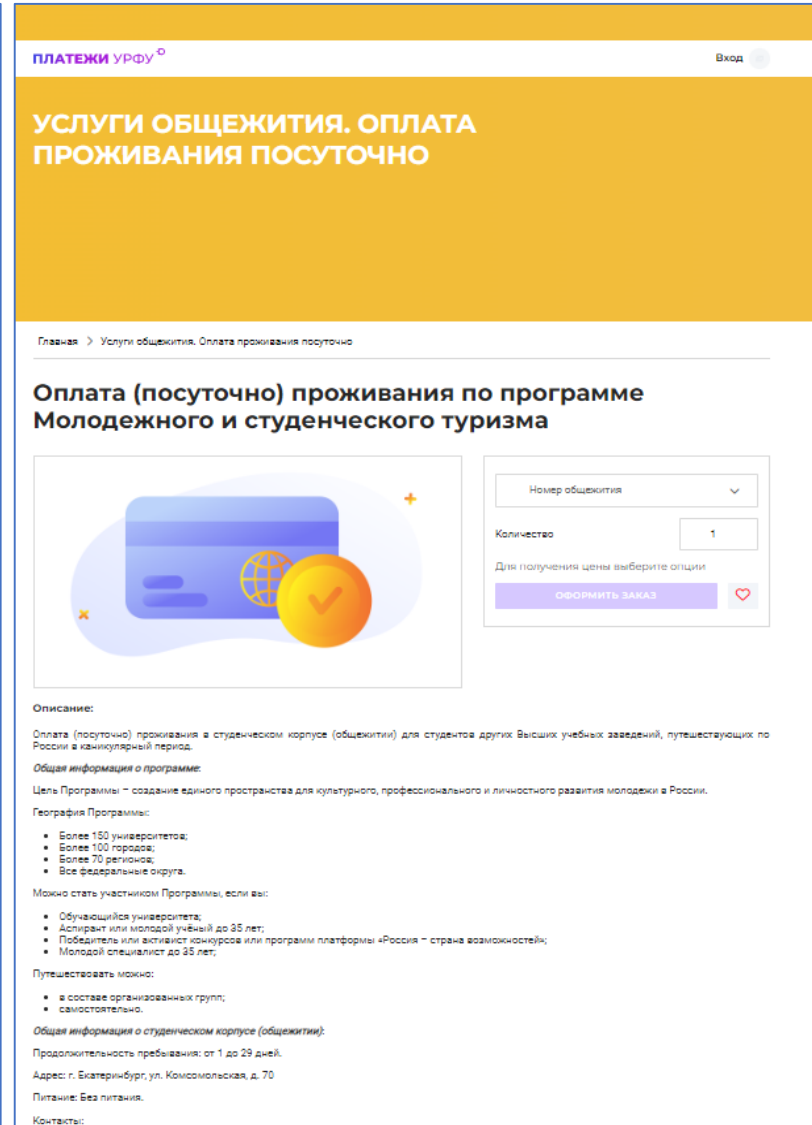 ПЛАТЕЖИ УРФУ
Вход
УСЛУГИ ОБЩЕЖИТИЯ. ОПЛАТА
ПРОЖИВАНИЯ ПОСУТОЧНО
Главная > Услуги общежития. Оплата проживания посуточно
Оплата (посуточно) проживания по программе
Молодежного и студенческого туризма
Номер общежития
Количество 1
Для получения цены выберите опции
ОФОРМИТЬ ЗАКАЗ
Описание:
Оплата (посуточно) проживания в студенческом корпусе (общежитии) для студентов других Высших учебных заведений, путешествующих по
России в каникулярный период.
Общая информация о программе:
Цель Программы – создание единого пространства для культурного, профессионального и личностного развития молодежи в России.
География Программы:
• Более 150 университетов;
• Более 100 городов;
• Более 70 регионов;
• Все федеральные округа.
Можно стать участником Программы, если вы:
• Обучающийся университета;
• Аспирант или молодой учёный до 35 лет;
• Победитель или активист конкурсов или программ платформы «Россия – страна возможностей»;
• Молодой специалист до 35 лет;
Путешествовать можно:
• в составе организованных групп;
• самостоятельно.
Общая информация о студенческом корпусе (общежитии):
Продолжительность пребывания: от 1 до 29 дней.
Адрес: г. Екатеринбург, ул. Комсомольская, д. 70
Питание: Без питания.
Контакты: